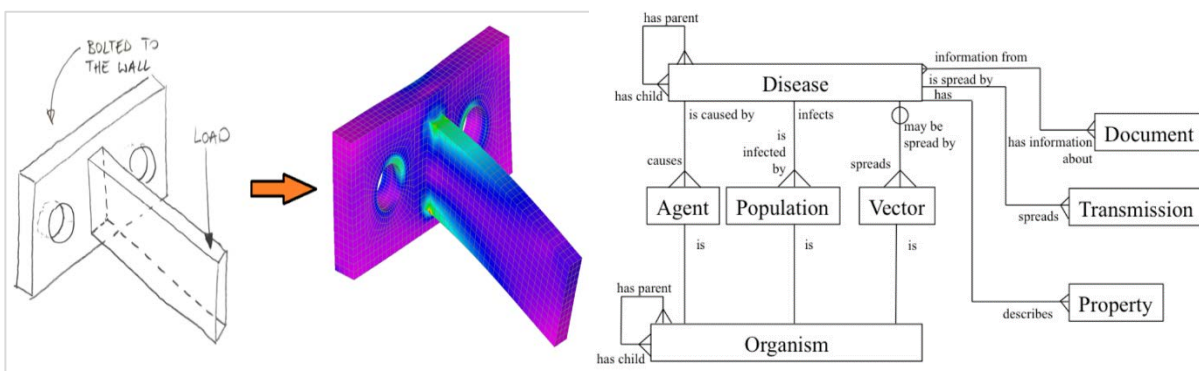 BOLTED TO
THE WALL
LOAD
has parent
Disease
has child
information from
is spread by
has
is caused by
infects
may be
spread by
Document
has information
about
is
infected
by
causes
spreads
Agent
Population
Vector
spreads
Transmission
is
is
is
has parent
describes
Property
has child
Organism